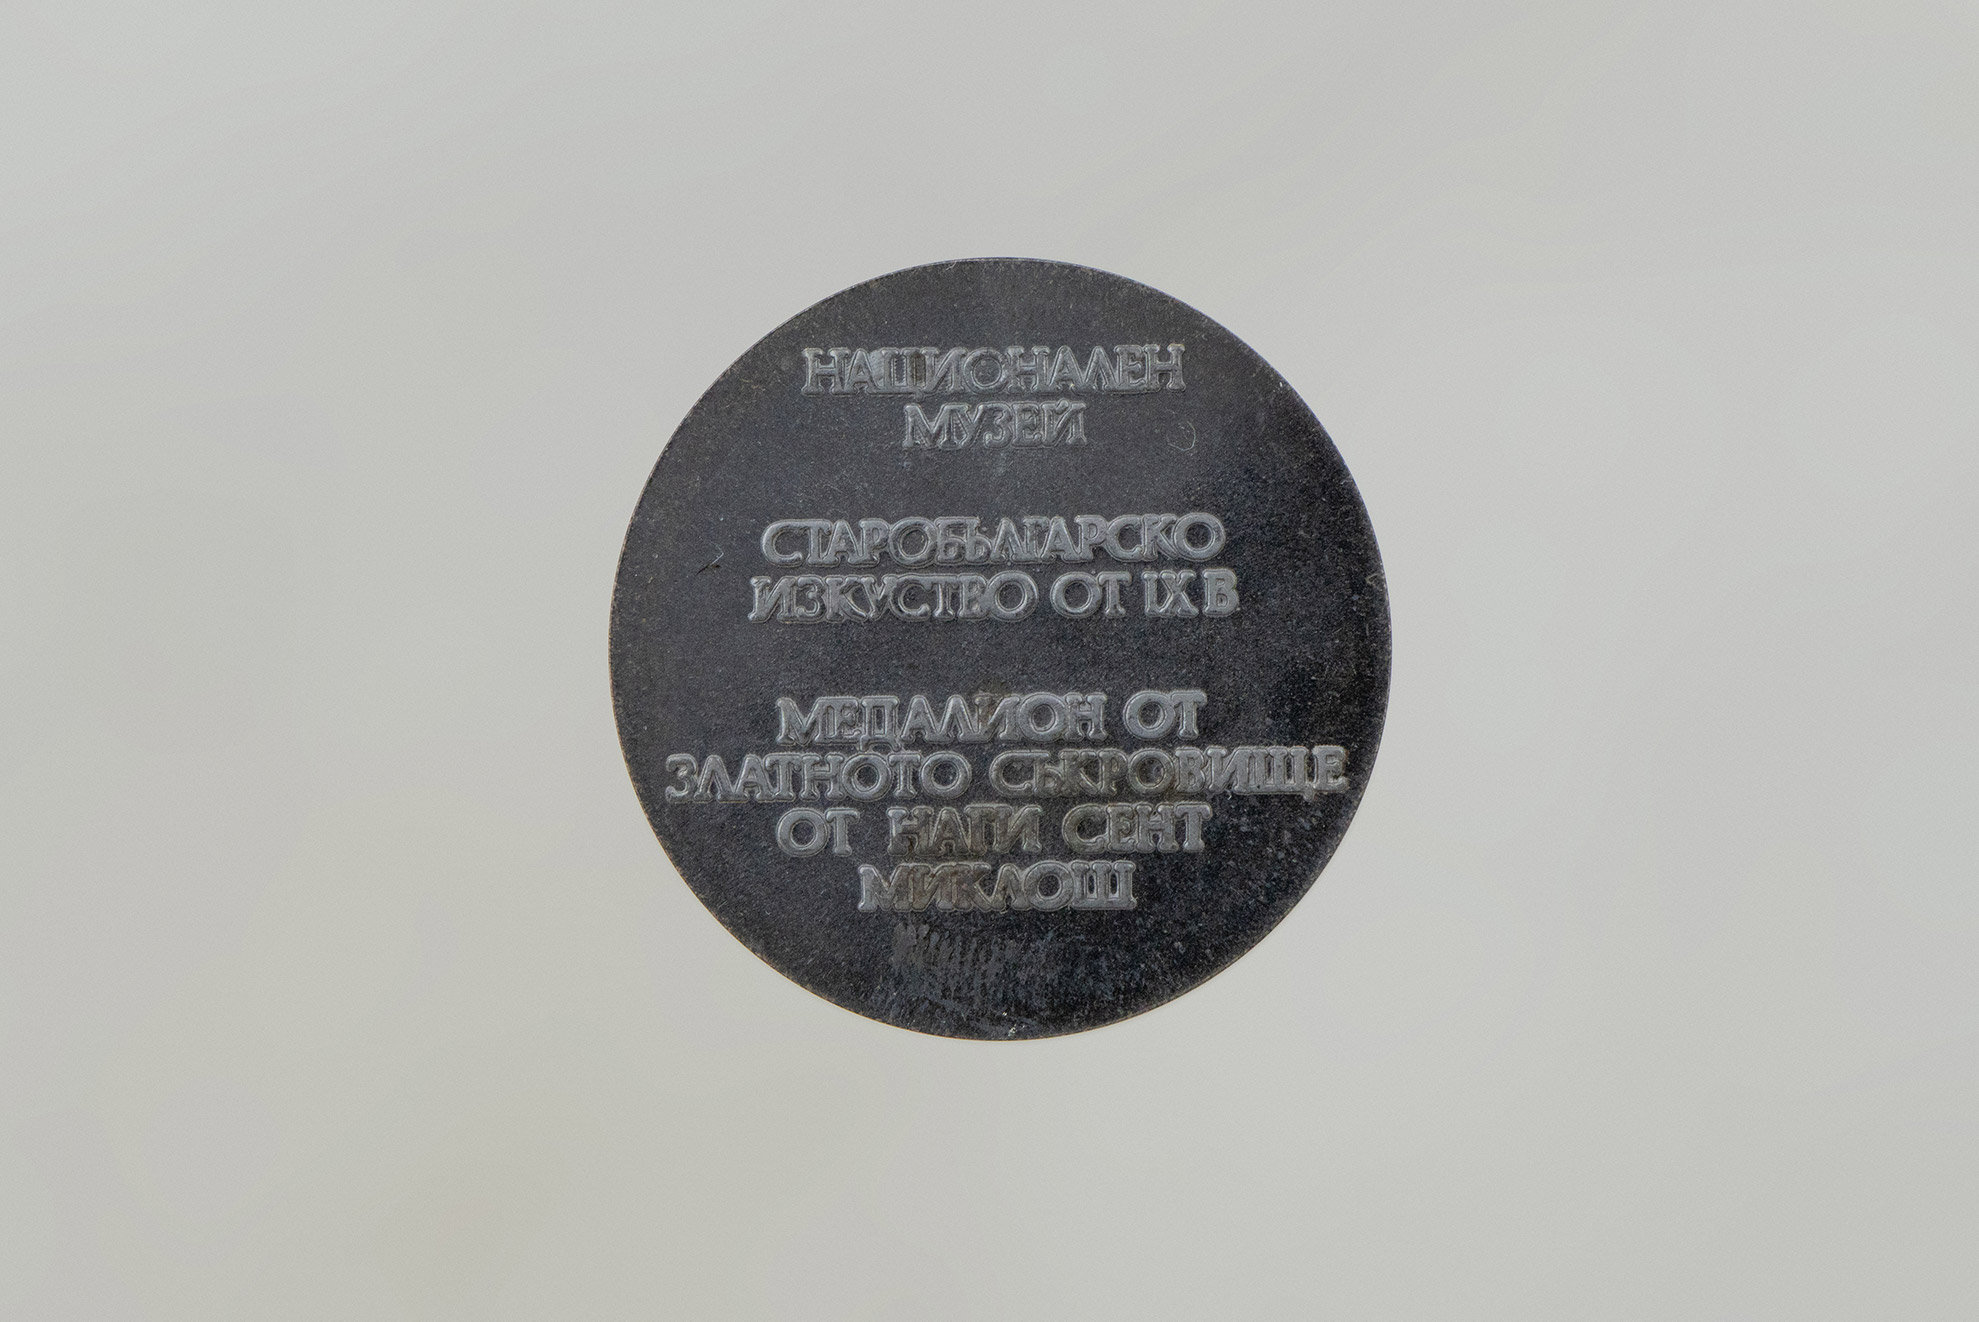 НАЦИОНАЛЕН
МУЗЕЙ
СТАРОБЪЛГАРСКО
ИЗКУСТВО ОТ IX В
МЕДАЛИОН ОТ
ЗЛАТНОТО СЪКРОВИЩЕ
ОТ НАГИ СЕНТ
МИКЛОШ